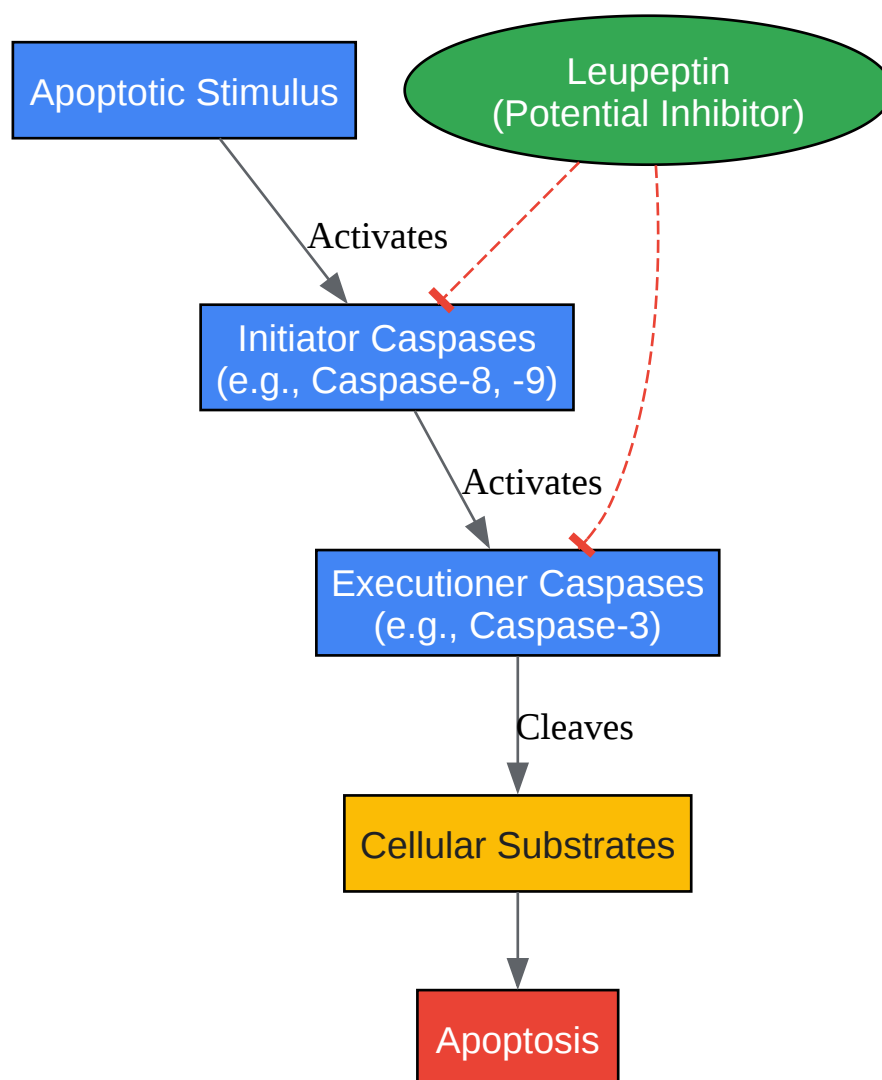 Apoptotic Stimulus
Leupeptin
(Potential Inhibitor)
Activates
Initiator Caspases
(e.g., Caspase-8, -9)
Activates
Executioner Caspases
(e.g., Caspase-3)
Cleaves
Cellular Substrates
Apoptosis